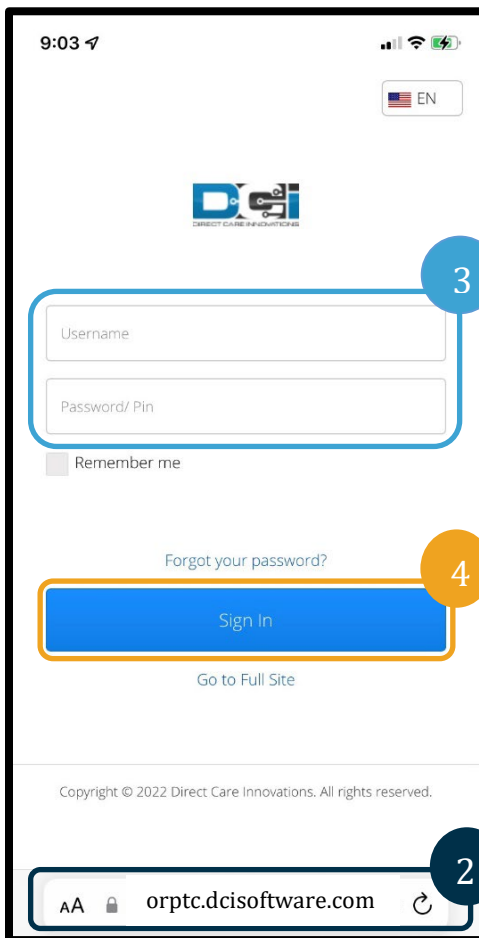 9:03
EN
DCI
DIRECT CARE INNOVATIONS
3
Username
Password/ Pin
Remember me
Forgot your password?
4
Sign In
Go to Full Site
Copyright © 2022 Direct Care Innovations. All rights reserved.
2
AA orptc.dcisoftware.com